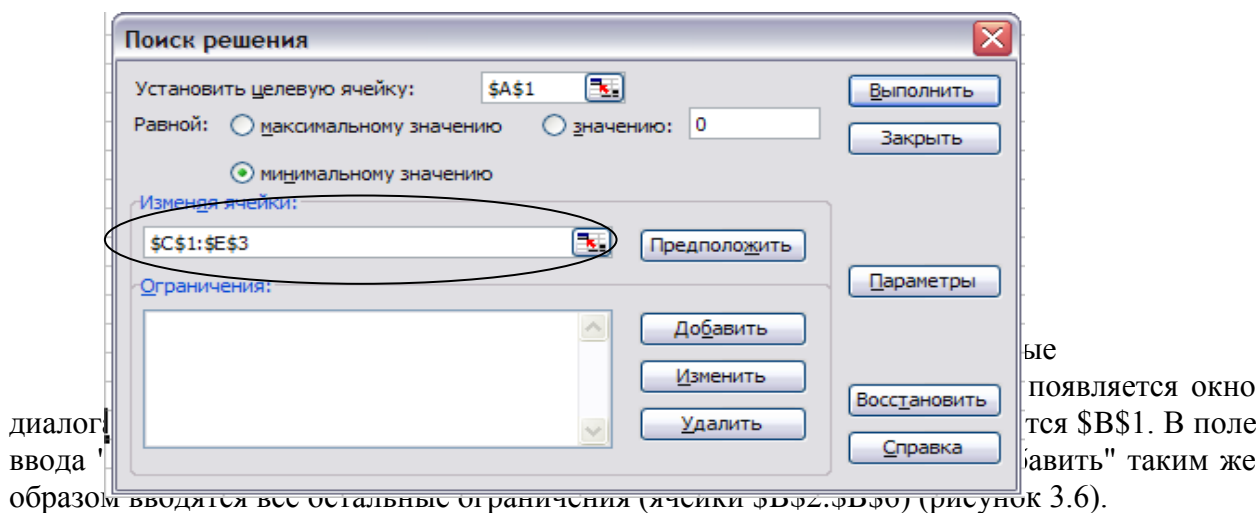 Поиск решения
Установить целевую ячейку: $A$1
Выполнить
Равной: максимальному значению значению: 0
Закрыть
минимальному значению
Изменяя ячейки:
$C$1:$E$3
Предположить
Параметры
Ограничения:
Добавить
Изменить
Удалить
Восстановить
Справка
ые
появляется окно
диалог тся $B$1. В поле
ввода " авить" таким же
образом вводятся все остальные ограничения (ячейки $B$2:$B$6) (рисунок 3.6).